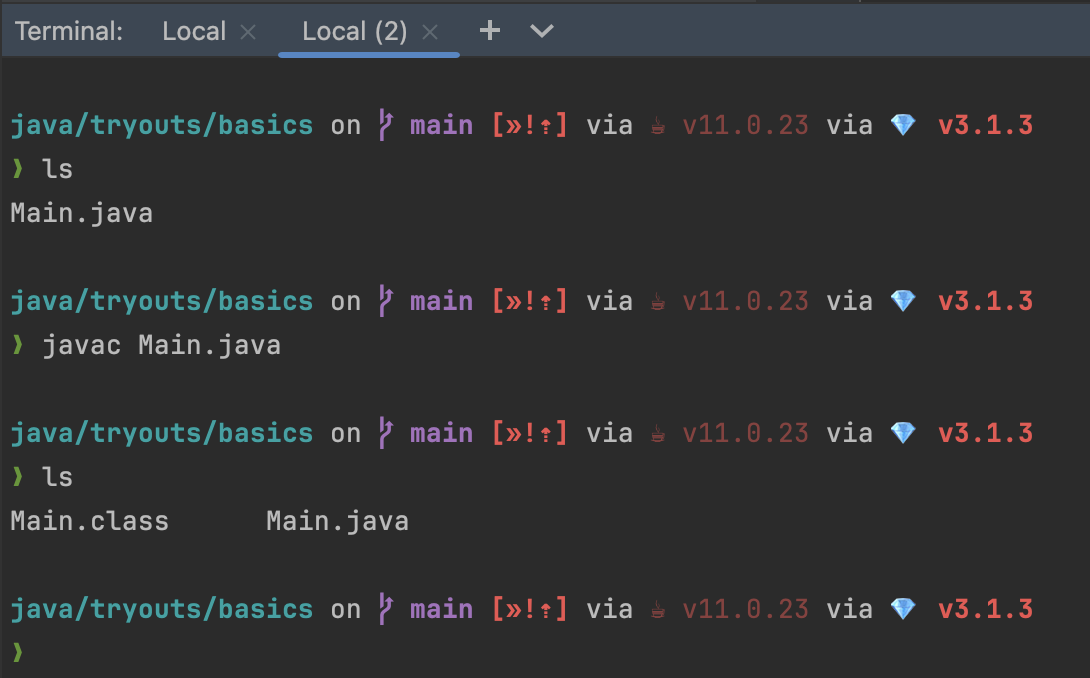 Terminal: Local × Local (2) × +
java/tryouts/basics on main [»!⇡] via ☕ v11.0.23 via 💎 v3.1.3
❯ ls
Main.java
java/tryouts/basics on main [»!⇡] via ☕ v11.0.23 via 💎 v3.1.3
❯ javac Main.java
java/tryouts/basics on main [»!⇡] via ☕ v11.0.23 via 💎 v3.1.3
❯ ls
Main.class Main.java
java/tryouts/basics on main [»!⇡] via ☕ v11.0.23 via 💎 v3.1.3
❯